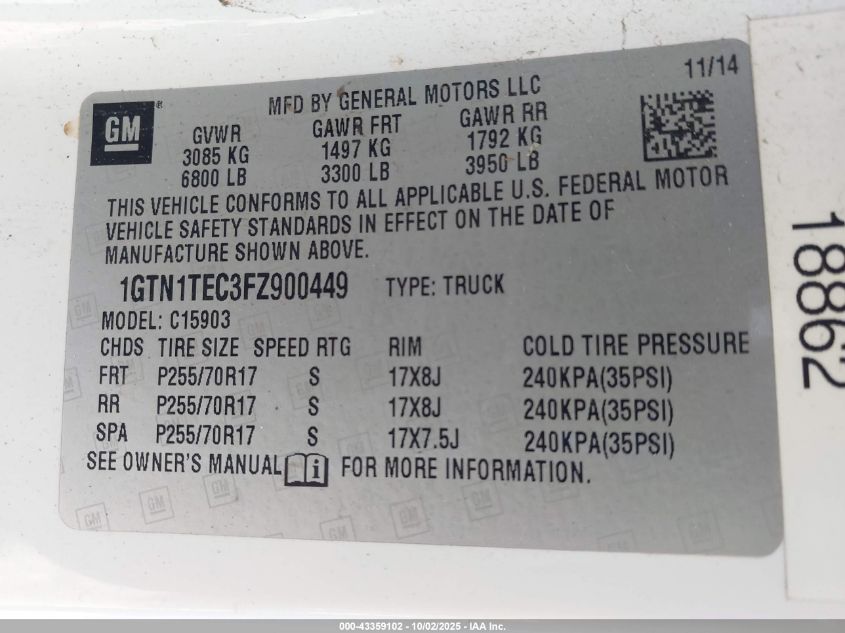 11/14
GM ®
MFD BY GENERAL MOTORS LLC
GVWR GAWR FRT GAWR RR
3085 KG 1497 KG 1792 KG
6800 LB 3300 LB 3950 LB
THIS VEHICLE CONFORMS TO ALL APPLICABLE U.S. FEDERAL MOTOR
VEHICLE SAFETY STANDARDS IN EFFECT ON THE DATE OF
MANUFACTURE SHOWN ABOVE.
1GTN1TEC3FZ900449 TYPE: TRUCK
MODEL: C15903
CHDS TIRE SIZE SPEED RTG RIM COLD TIRE PRESSURE
FRT P255/70R17 S 17X8J 240KPA(35PSI)
RR P255/70R17 S 17X8J 240KPA(35PSI)
SPA P255/70R17 S 17X7.5J 240KPA(35PSI)
SEE OWNER'S MANUAL i FOR MORE INFORMATION.
18862
000-43359102 - 10/02/2025 - IAA Inc.